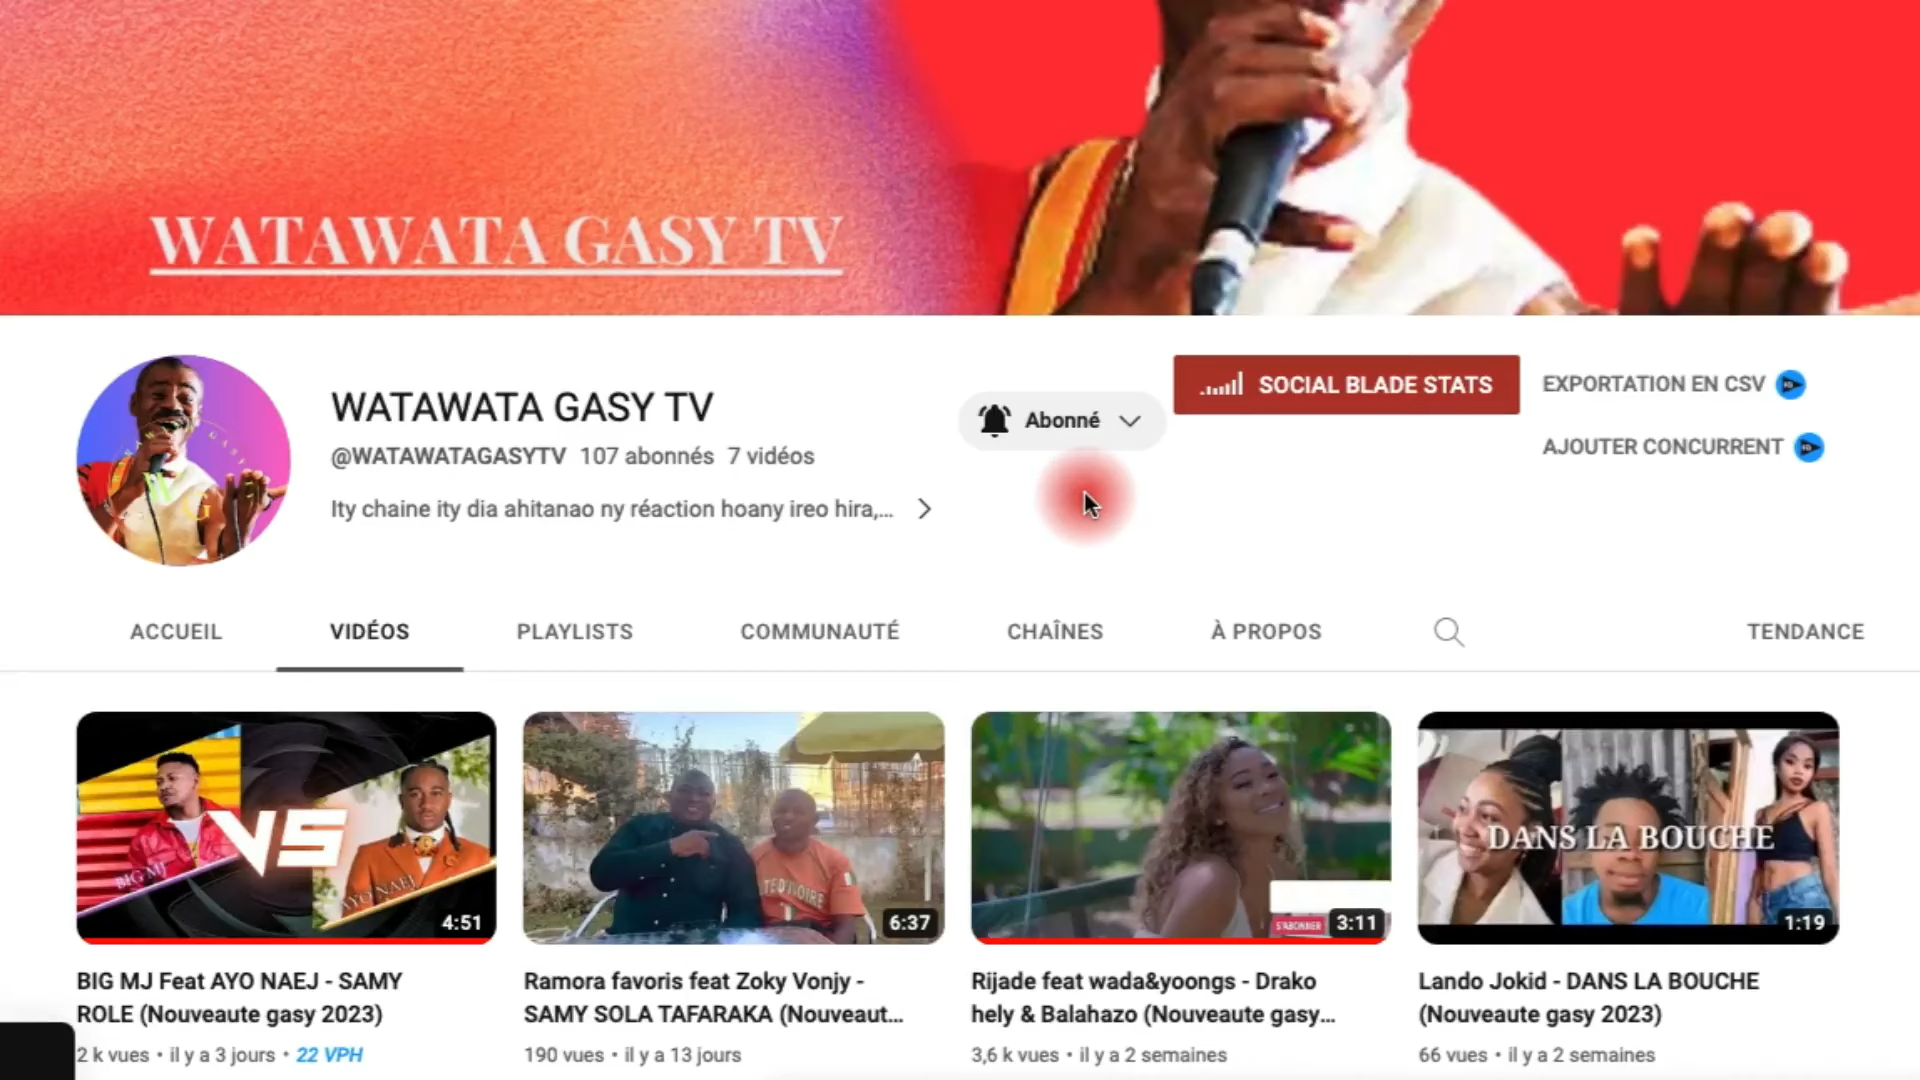 WATAWATA GASY TV
WATAWATA GASY TV
@WATAWATAGASYTV 107 abonnés 7 vidéos
Ity chaine ity dia ahitanao ny réaction hoany ireo hira,...
Abonné
SOCIAL BLADE STATS
EXPORTATION EN CSV
AJOUTER CONCURRENT
ACCUEIL VIDÉOS PLAYLISTS COMMUNAUTÉ CHAÎNES À PROPOS TENDANCE
BIG MJ
VS
AYO NAEJ
4:51
6:37
S'ABONNER
3:11
DANS LA BOUCHE
1:19
BIG MJ Feat AYO NAEJ - SAMY
ROLE (Nouveaute gasy 2023)
2 k vues • il y a 3 jours • 22 VPH
Ramora favoris feat Zoky Vonjy -
SAMY SOLA TAFARAKA (Nouveaut...
190 vues • il y a 13 jours
Rijade feat wada&yoongs - Drako
hely & Balahazo (Nouveaute gasy...
3,6 k vues • il y a 2 semaines
Lando Jokid - DANS LA BOUCHE
(Nouveaute gasy 2023)
66 vues • il y a 2 semaines